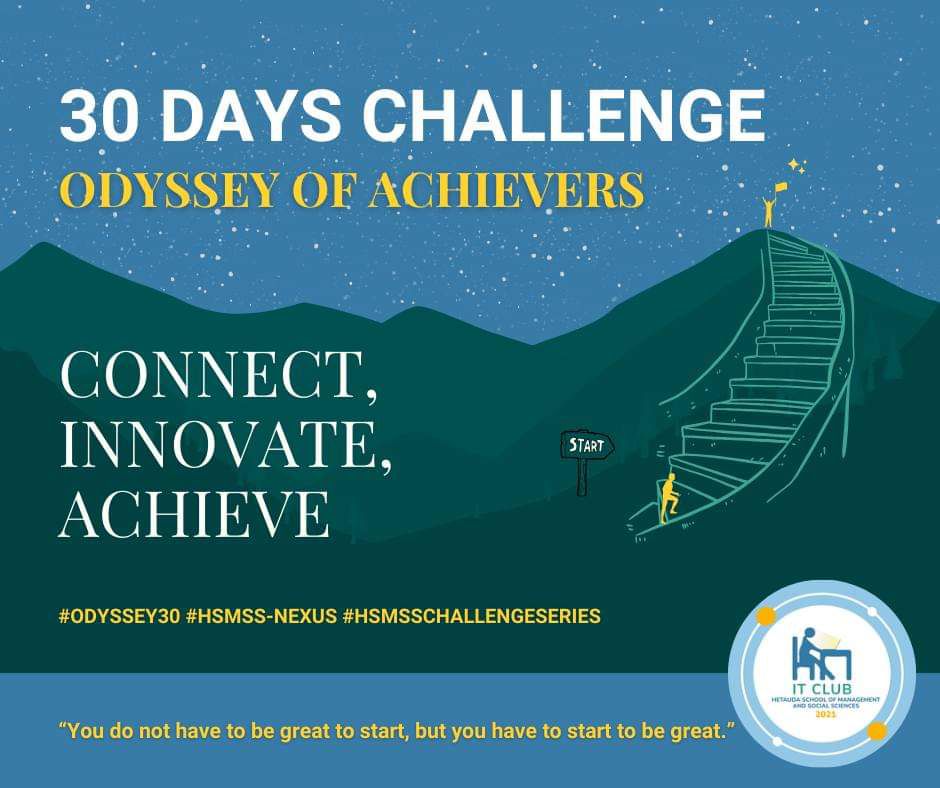 30 DAYS CHALLENGE
ODYSSEY OF ACHIEVERS
CONNECT,
INNOVATE,
ACHIEVE
START
#ODYSSEY30 #HSMSS-NEXUS #HSMSSCHALLENGESERIES
IT CLUB
HETAUDA SCHOOL OF MANAGEMENT
AND SOCIAL SCIENCES
2021
“You do not have to be great to start, but you have to start to be great.”